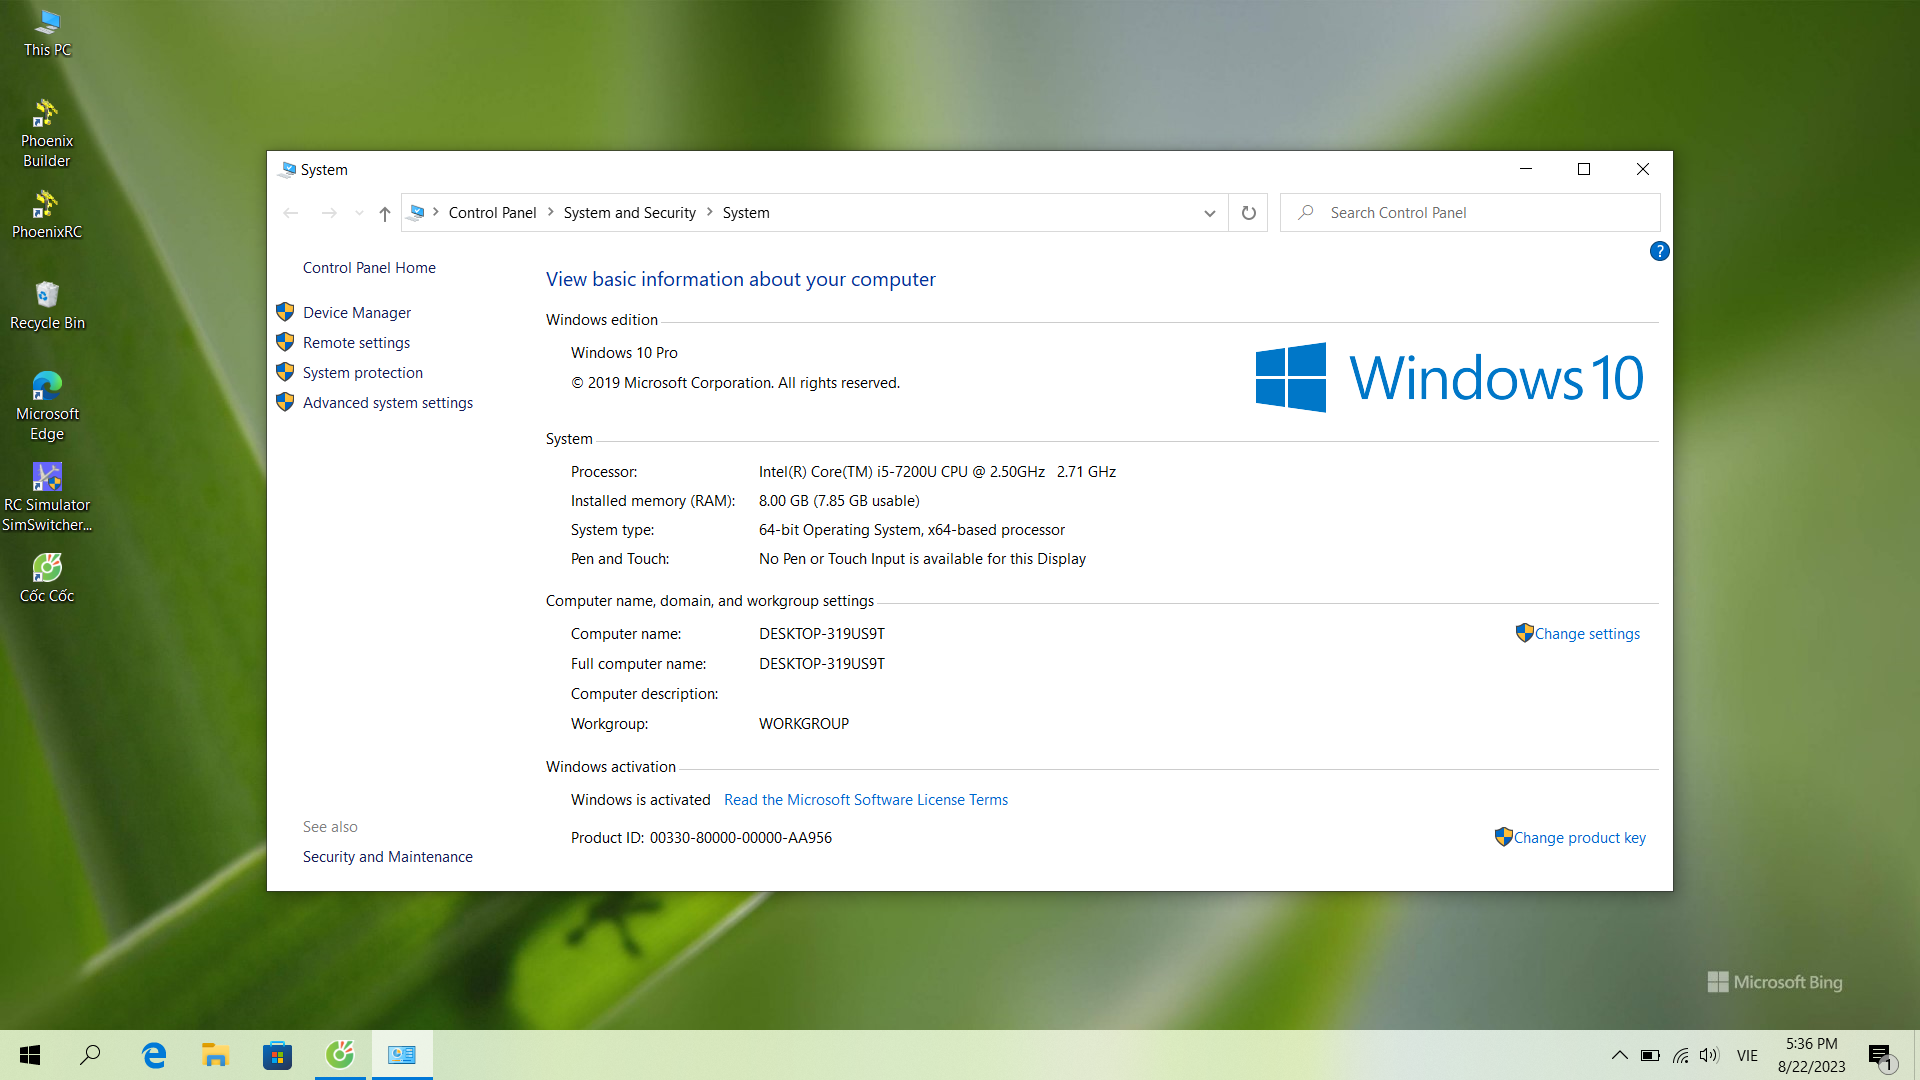 This PC
Phoenix
Builder
PhoenixRC
Recycle Bin
Microsoft
Edge
RC Simulator
SimSwitcher...
Cốc Cốc
System
Control Panel
System and Security
System
Search Control Panel
?
Control Panel Home
Device Manager
Remote settings
System protection
Advanced system settings
See also
Security and Maintenance
View basic information about your computer
Windows edition
Windows 10 Pro
© 2019 Microsoft Corporation. All rights reserved.
Windows 10
System
Processor: Intel(R) Core(TM) i5-7200U CPU @ 2.50GHz 2.71 GHz
Installed memory (RAM): 8.00 GB (7.85 GB usable)
System type: 64-bit Operating System, x64-based processor
Pen and Touch: No Pen or Touch Input is available for this Display
Computer name, domain, and workgroup settings
Computer name: DESKTOP-319US9T
Change settings
Full computer name: DESKTOP-319US9T
Computer description:
Workgroup: WORKGROUP
Windows activation
Windows is activated Read the Microsoft Software License Terms
Product ID: 00330-80000-00000-AA956
Change product key
Microsoft Bing
VIE
5:36 PM
8/22/2023
1